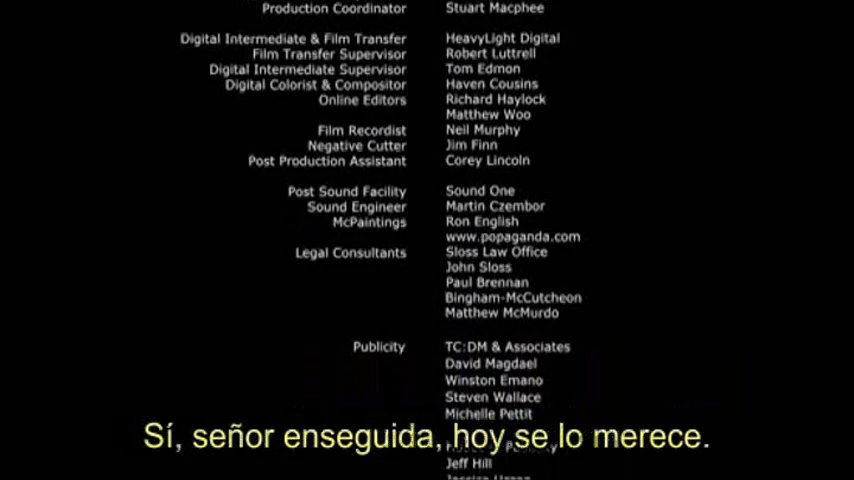 Production Coordinator Stuart Macphee
Digital Intermediate & Film Transfer HeavyLight Digital
Film Transfer Supervisor Robert Luttrell
Digital Intermediate Supervisor Tom Edmon
Digital Colorist & Compositor Haven Cousins
Online Editors Richard Haylock
Matthew Woo
Film Recordist Neil Murphy
Negative Cutter Jim Finn
Post Production Assistant Corey Lincoln
Post Sound Facility Sound One
Sound Engineer Martin Czembor
McPaintings Ron English
www.popaganda.com
Legal Consultants Sloss Law Office
John Sloss
Paul Brennan
Bingham-McCutcheon
Matthew McMurdo
Publicity TC:DM & Associates
David Magdael
Winston Emano
Steven Wallace
Michelle Pettit
Sí, señor enseguida, hoy se lo merece.
Jeff Hill